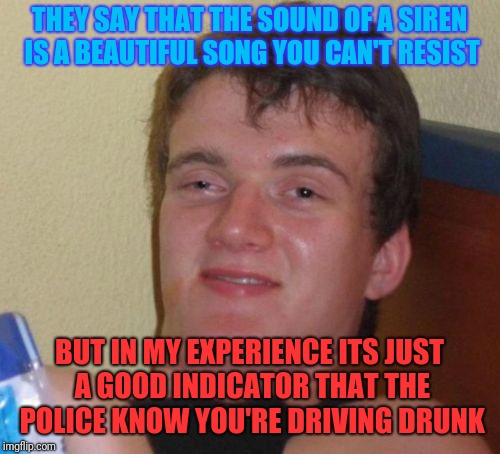 THEY SAY THAT THE SOUND OF A SIREN
IS A BEAUTIFUL SONG YOU CAN'T RESIST
BUT IN MY EXPERIENCE ITS JUST
A GOOD INDICATOR THAT THE
POLICE KNOW YOU'RE DRIVING DRUNK
imgflip.com